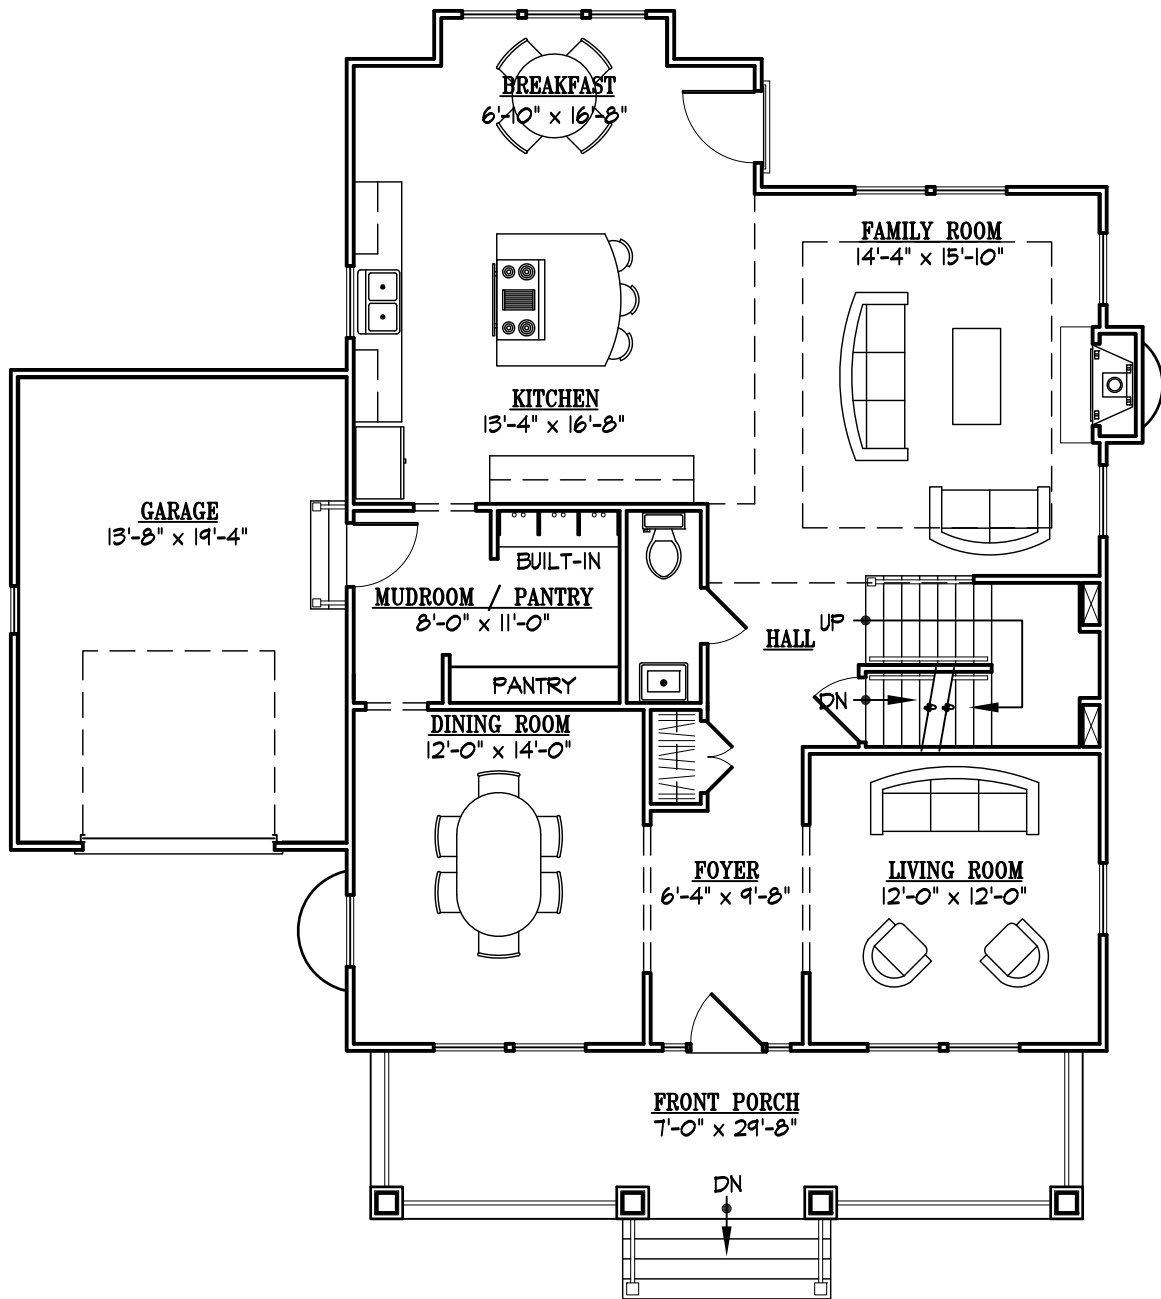 BREAKFAST
6'-10" x 16'-8"
FAMILY ROOM
14'-4" x 15'-10"
KITCHEN
13'-4" x 16'-8"
GARAGE
13'-8" x 19'-4"
BUILT-IN
MUDROOM / PANTRY
8'-0" x 11'-0"
UP
HALL
PANTRY
DN
DINING ROOM
12'-0" x 14'-0"
FOYER
6'-4" x 9'-8"
LIVING ROOM
12'-0" x 12'-0"
FRONT PORCH
7'-0" x 29'-8"
DN